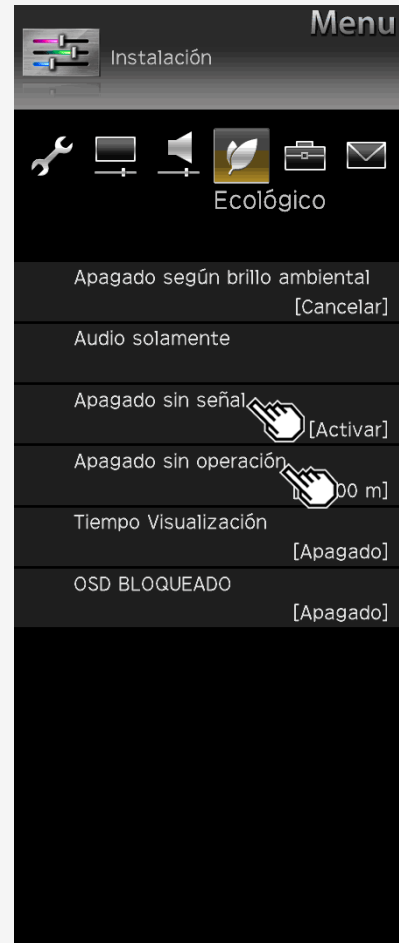 Menu
Instalación
Ecológico
Apagado según brillo ambiental
[Cancelar]
Audio solamente
Apagado sin señal
[Activar]
Apagado sin operación
00 m]
Tiempo Visualización
[Apagado]
OSD BLOQUEADO
[Apagado]